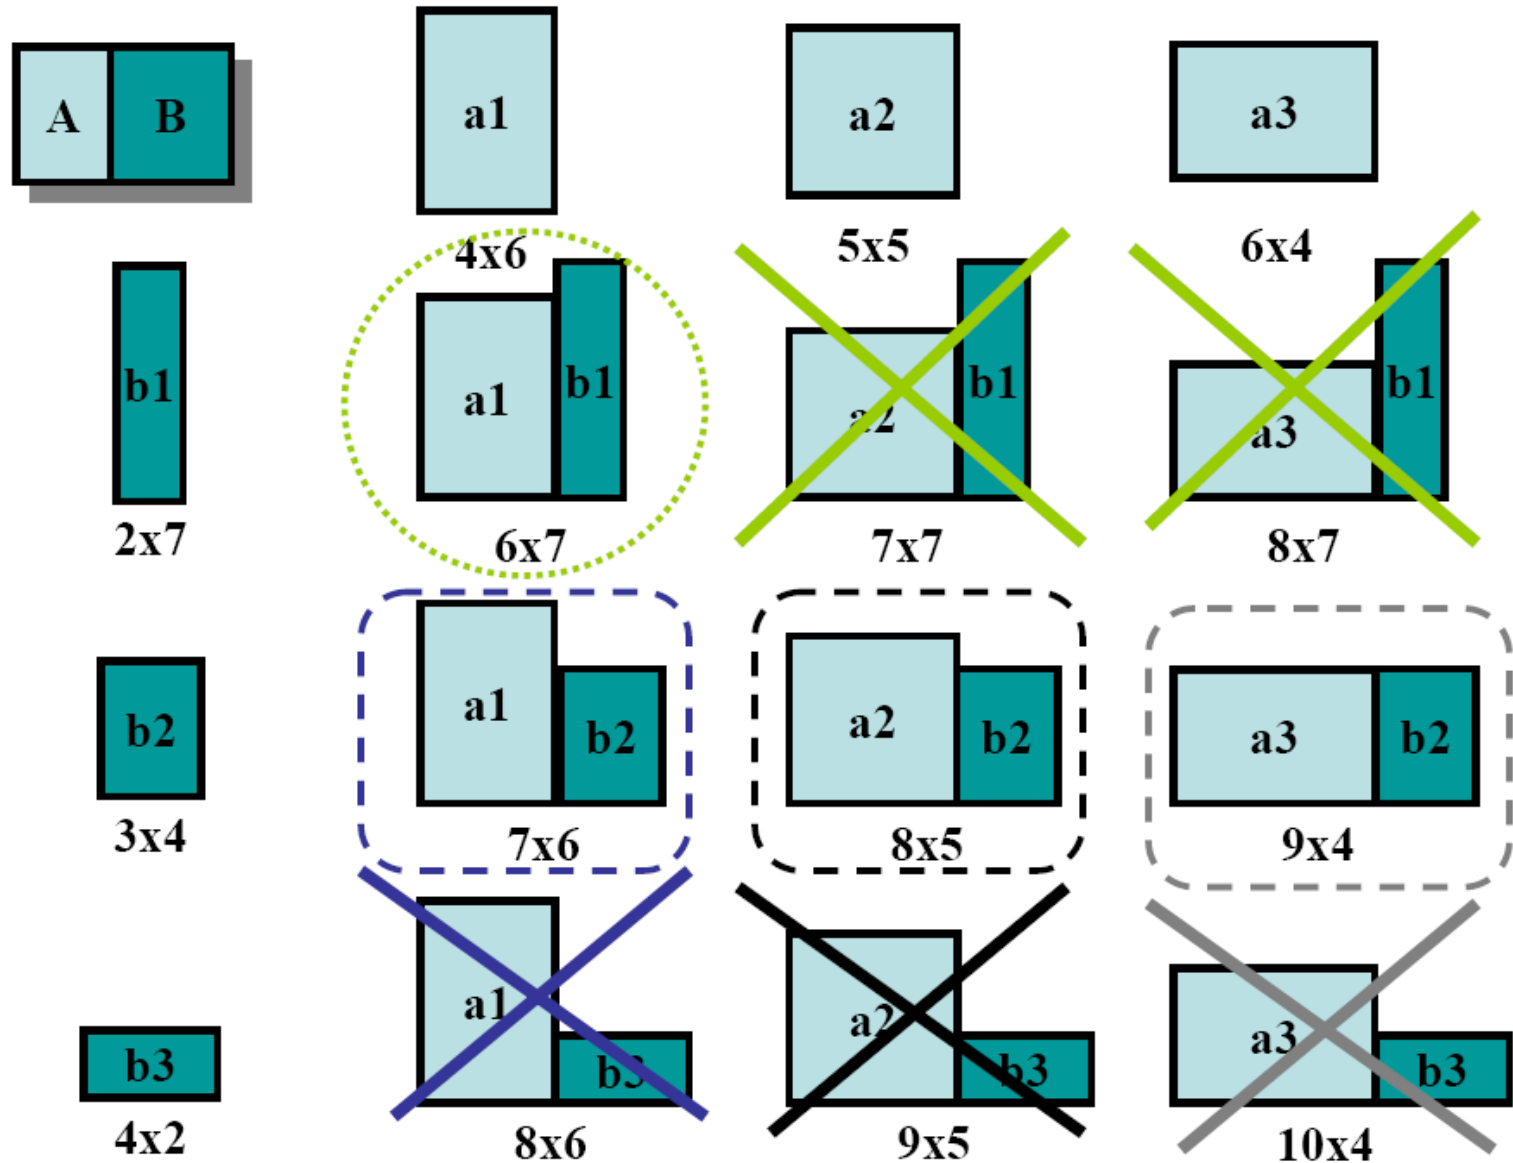 A B a1 a2 a3
4x6 5x5 6x4
b1 a1 b1 a2 b1 a3 b1
2x7 6x7 7x7 8x7
b2 a1 b2 a2 b2 a3 b2
3x4 7x6 8x5 9x4
b3 a1 b3 a2 b3 a3 b3
4x2 8x6 9x5 10x4